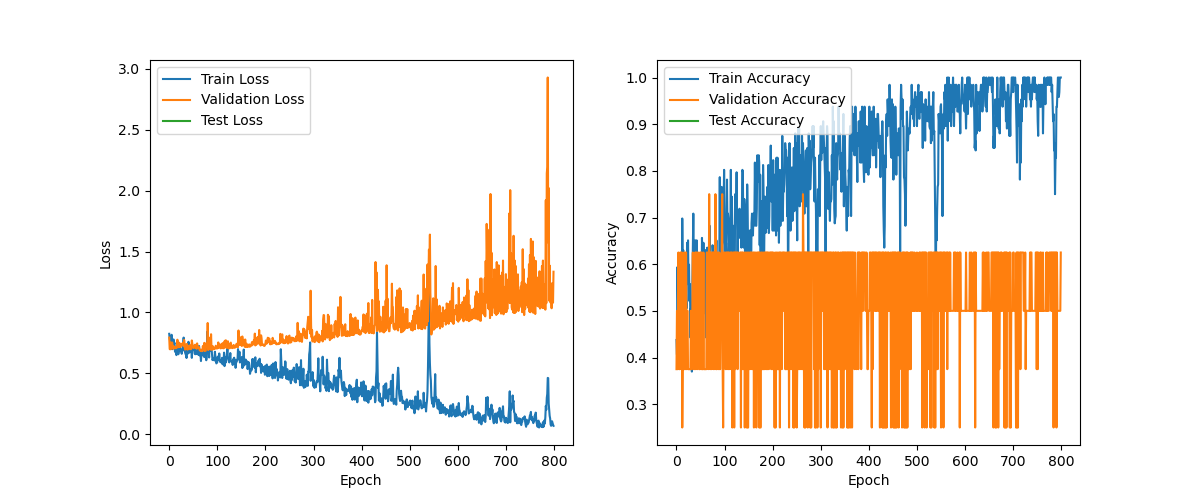 Train Loss
Validation Loss
Test Loss
3.0
2.5
2.0
1.5
1.0
0.5
0.0
Loss
0 100 200 300 400 500 600 700 800
Epoch
Train Accuracy
Validation Accuracy
Test Accuracy
1.0
0.9
0.8
0.7
0.6
0.5
0.4
0.3
Accuracy
0 100 200 300 400 500 600 700 800
Epoch